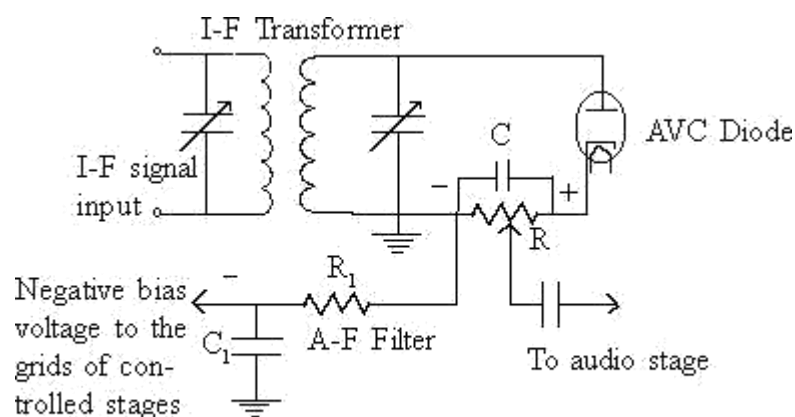 I-F Transformer
C
AVC Diode
I-F signal
input
−
+
R
−
R1
Negative bias
voltage to the
grids of con-
trolled stages
C1
A-F Filter
To audio stage